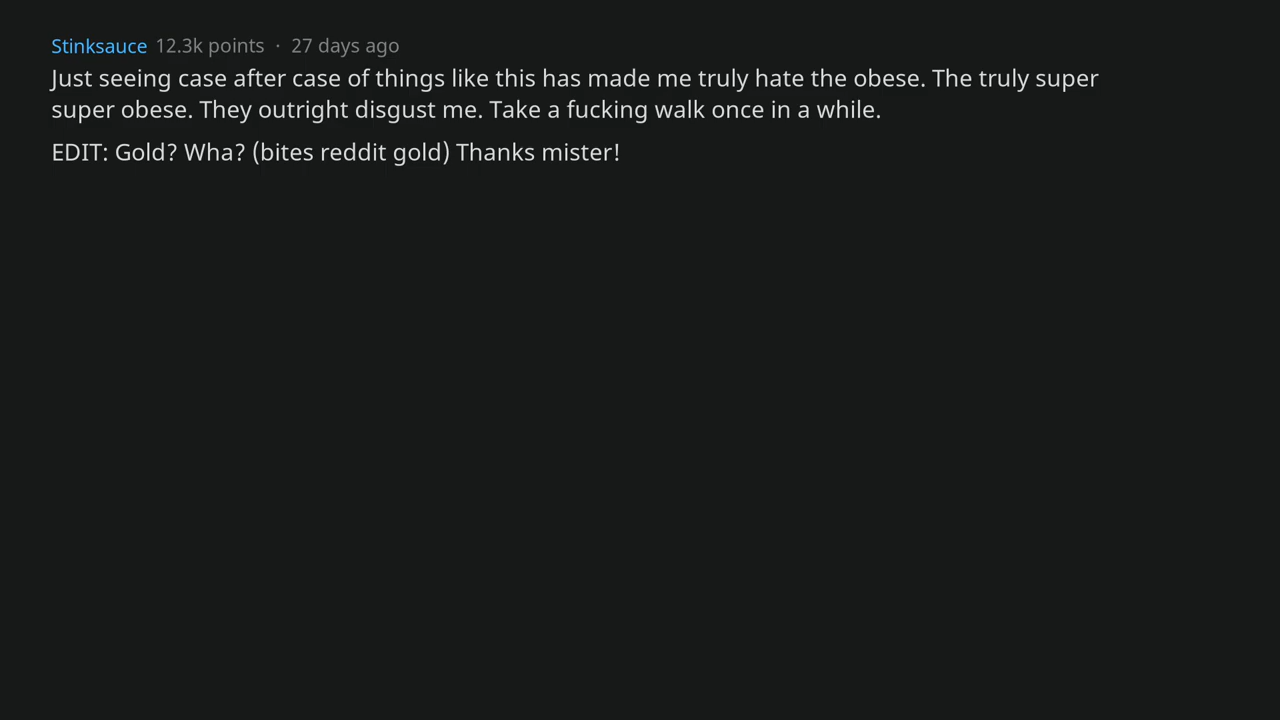 Stinksauce 12.3k points · 27 days ago
Just seeing case after case of things like this has made me truly hate the obese. The truly super
super obese. They outright disgust me. Take a fucking walk once in a while.
EDIT: Gold? Wha? (bites reddit gold) Thanks mister!